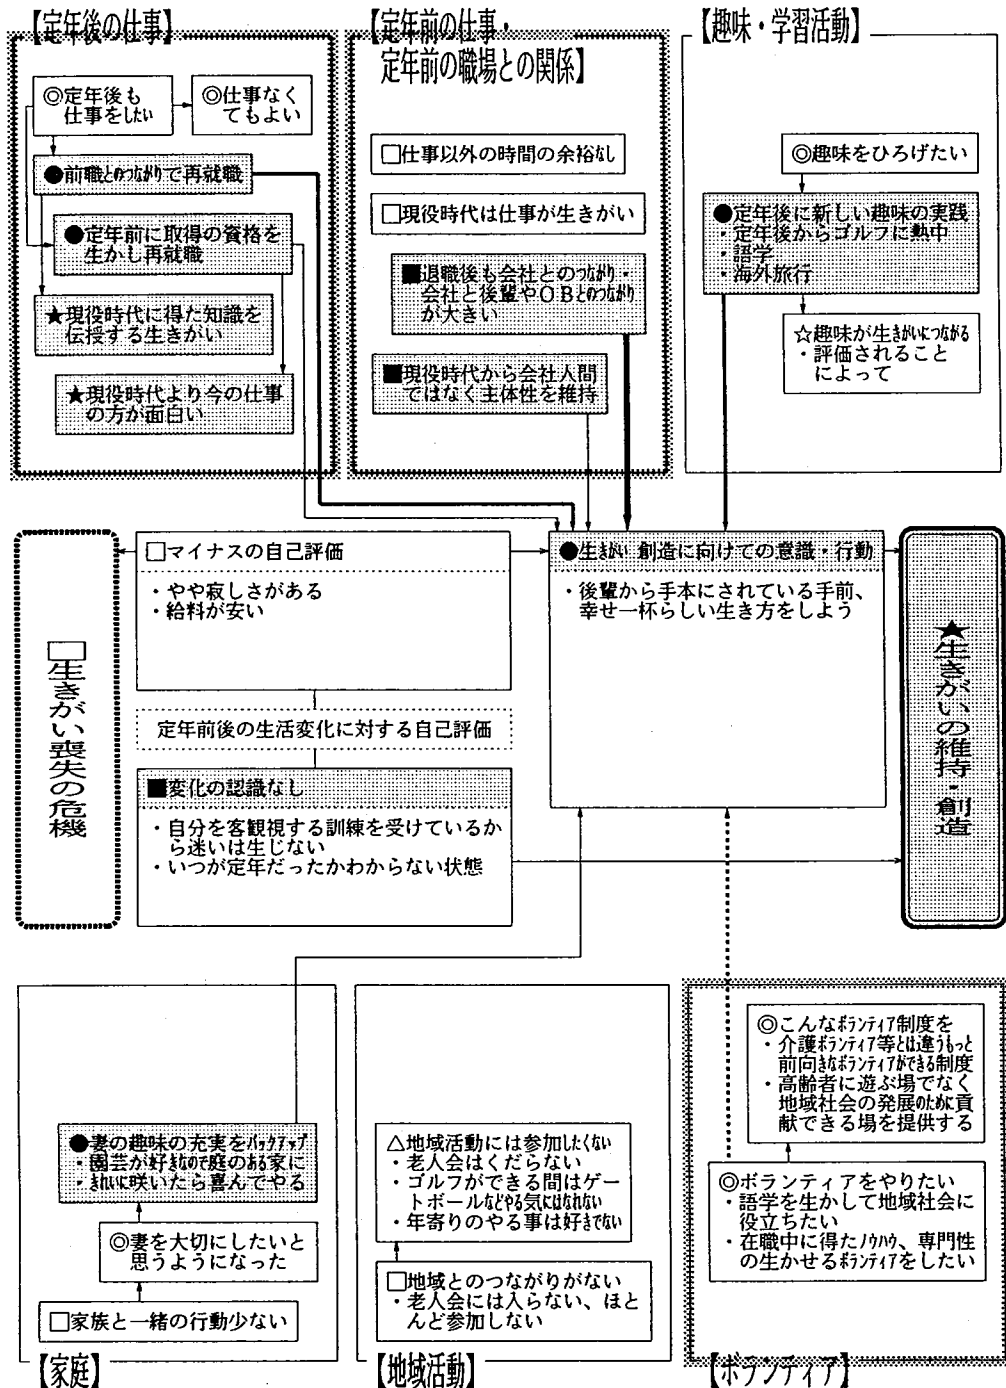 【定年後の仕事】
◎定年後も
仕事をしたい
◎仕事なく
てもよい
●前職とのつながりで再就職
●定年前に取得の資格を
生かし再就職
★現役時代に得た知識を
伝授する生きがい
★現役時代より今の仕事
の方が面白い
【定年前の仕事・
定年前の職場との関係】
□仕事以外の時間の余裕なし
□現役時代は仕事が生きがい
■退職後も会社とのつながり・
会社と後輩やOBとのつながり
が大きい
■現役時代から会社人間
ではなく主体性を維持
【趣味・学習活動】
◎趣味をひろげたい
●定年後に新しい趣味の実践
・定年後からゴルフに熱中
・語学
・海外旅行
☆趣味が生きがいにつながる
・評価されること
によって
□生きがい喪失の危機
□マイナスの自己評価
・やや寂しさがある
・給料が安い
定年前後の生活変化に対する自己評価
■変化の認識なし
・自分を客観視する訓練を受けているか
ら迷いは生じない
・いつが定年だったかわからない状態
●生きがい創造に向けての意識・行動
・後輩から手本にされている手前、
幸せ一杯らしい生き方をしよう
★生きがいの維持・創造
●妻の趣味の充実をバックアップ
・園芸が好きなので庭のある家に
・きれいに咲いたら喜んでやる
◎妻を大切にしたいと
思うようになった
□家族と一緒の行動少ない
【家庭】
△地域活動には参加したくない
・老人会はくだらない
・ゴルフができる間はゲー
トボールなどやる気にはなれない
・年寄りのやる事は好きでない
□地域とのつながりがない
・老人会には入らない、ほと
んど参加しない
【地域活動】
◎こんなボランティア制度を
・介護ボランティア等とは違うもっと
前向きなボランティアができる制度
・高齢者に遊ぶ場でなく
地域社会の発展のために貢
献できる場を提供する
◎ボランティアをやりたい
・語学を生かして地域社会に
役立ちたい
・在職中に得たノウハウ、専門性
の生かせるボランティアをしたい
【ボランティア】